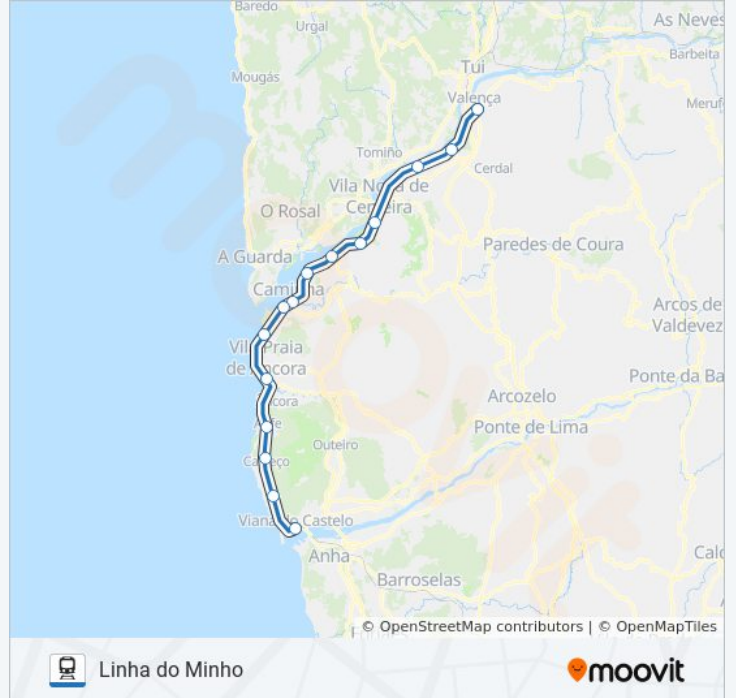 Baredo
Urgal
As Neves
Tui
Barbeita
Mougás
Valença
Meruf
Tomiño
Cerdal
Vila Nova de
Cerveira
O Rosal
Paredes de Coura
A Guarda
Caminha
Arcos de
Valdevez
Vila Praia
de Âncora
Ponte da Ba
Arcozelo
Ponte de Lima
Outeiro
Viana do Castelo
Anha
Barroselas
© OpenStreetMap contributors | © OpenMapTiles
Linha do Minho
moovit